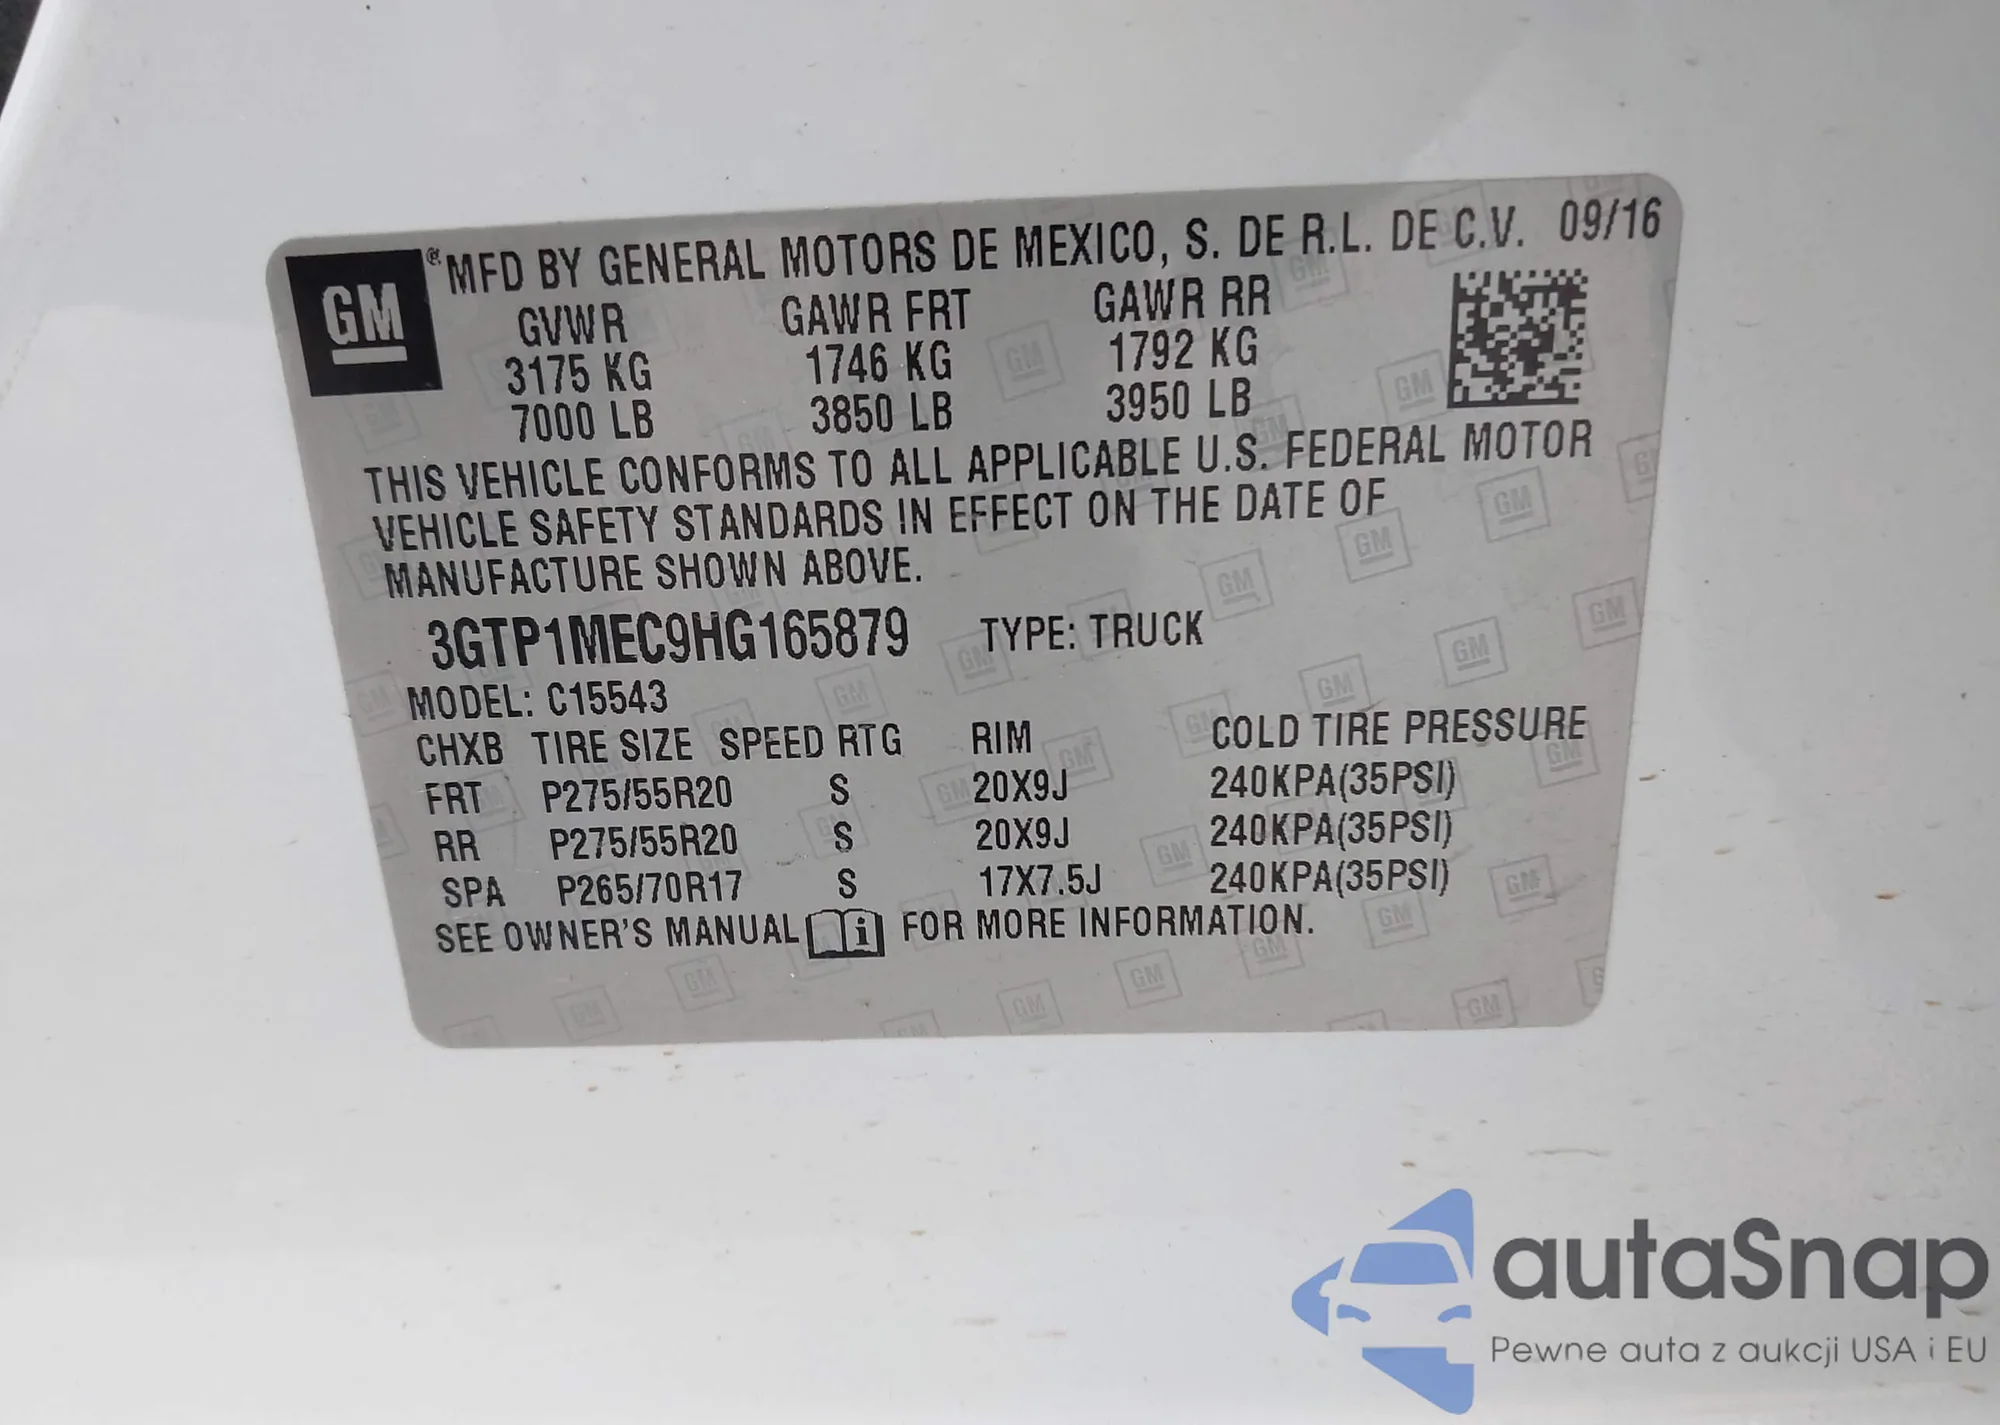 GM
® MFD BY GENERAL MOTORS DE MEXICO, S. DE R.L. DE C.V. 09/16
GVWR GAWR FRT GAWR RR
3175 KG 1746 KG 1792 KG
7000 LB 3850 LB 3950 LB
THIS VEHICLE CONFORMS TO ALL APPLICABLE U.S. FEDERAL MOTOR
VEHICLE SAFETY STANDARDS IN EFFECT ON THE DATE OF
MANUFACTURE SHOWN ABOVE.
3GTP1MEC9HG165879 TYPE: TRUCK
MODEL: C15543
CHXB TIRE SIZE SPEED RTG RIM COLD TIRE PRESSURE
FRT P275/55R20 S 20X9J 240KPA(35PSI)
RR P275/55R20 S 20X9J 240KPA(35PSI)
SPA P265/70R17 S 17X7.5J 240KPA(35PSI)
SEE OWNER'S MANUAL i FOR MORE INFORMATION.
autaSnap
Pewne auta z aukcji USA i EU